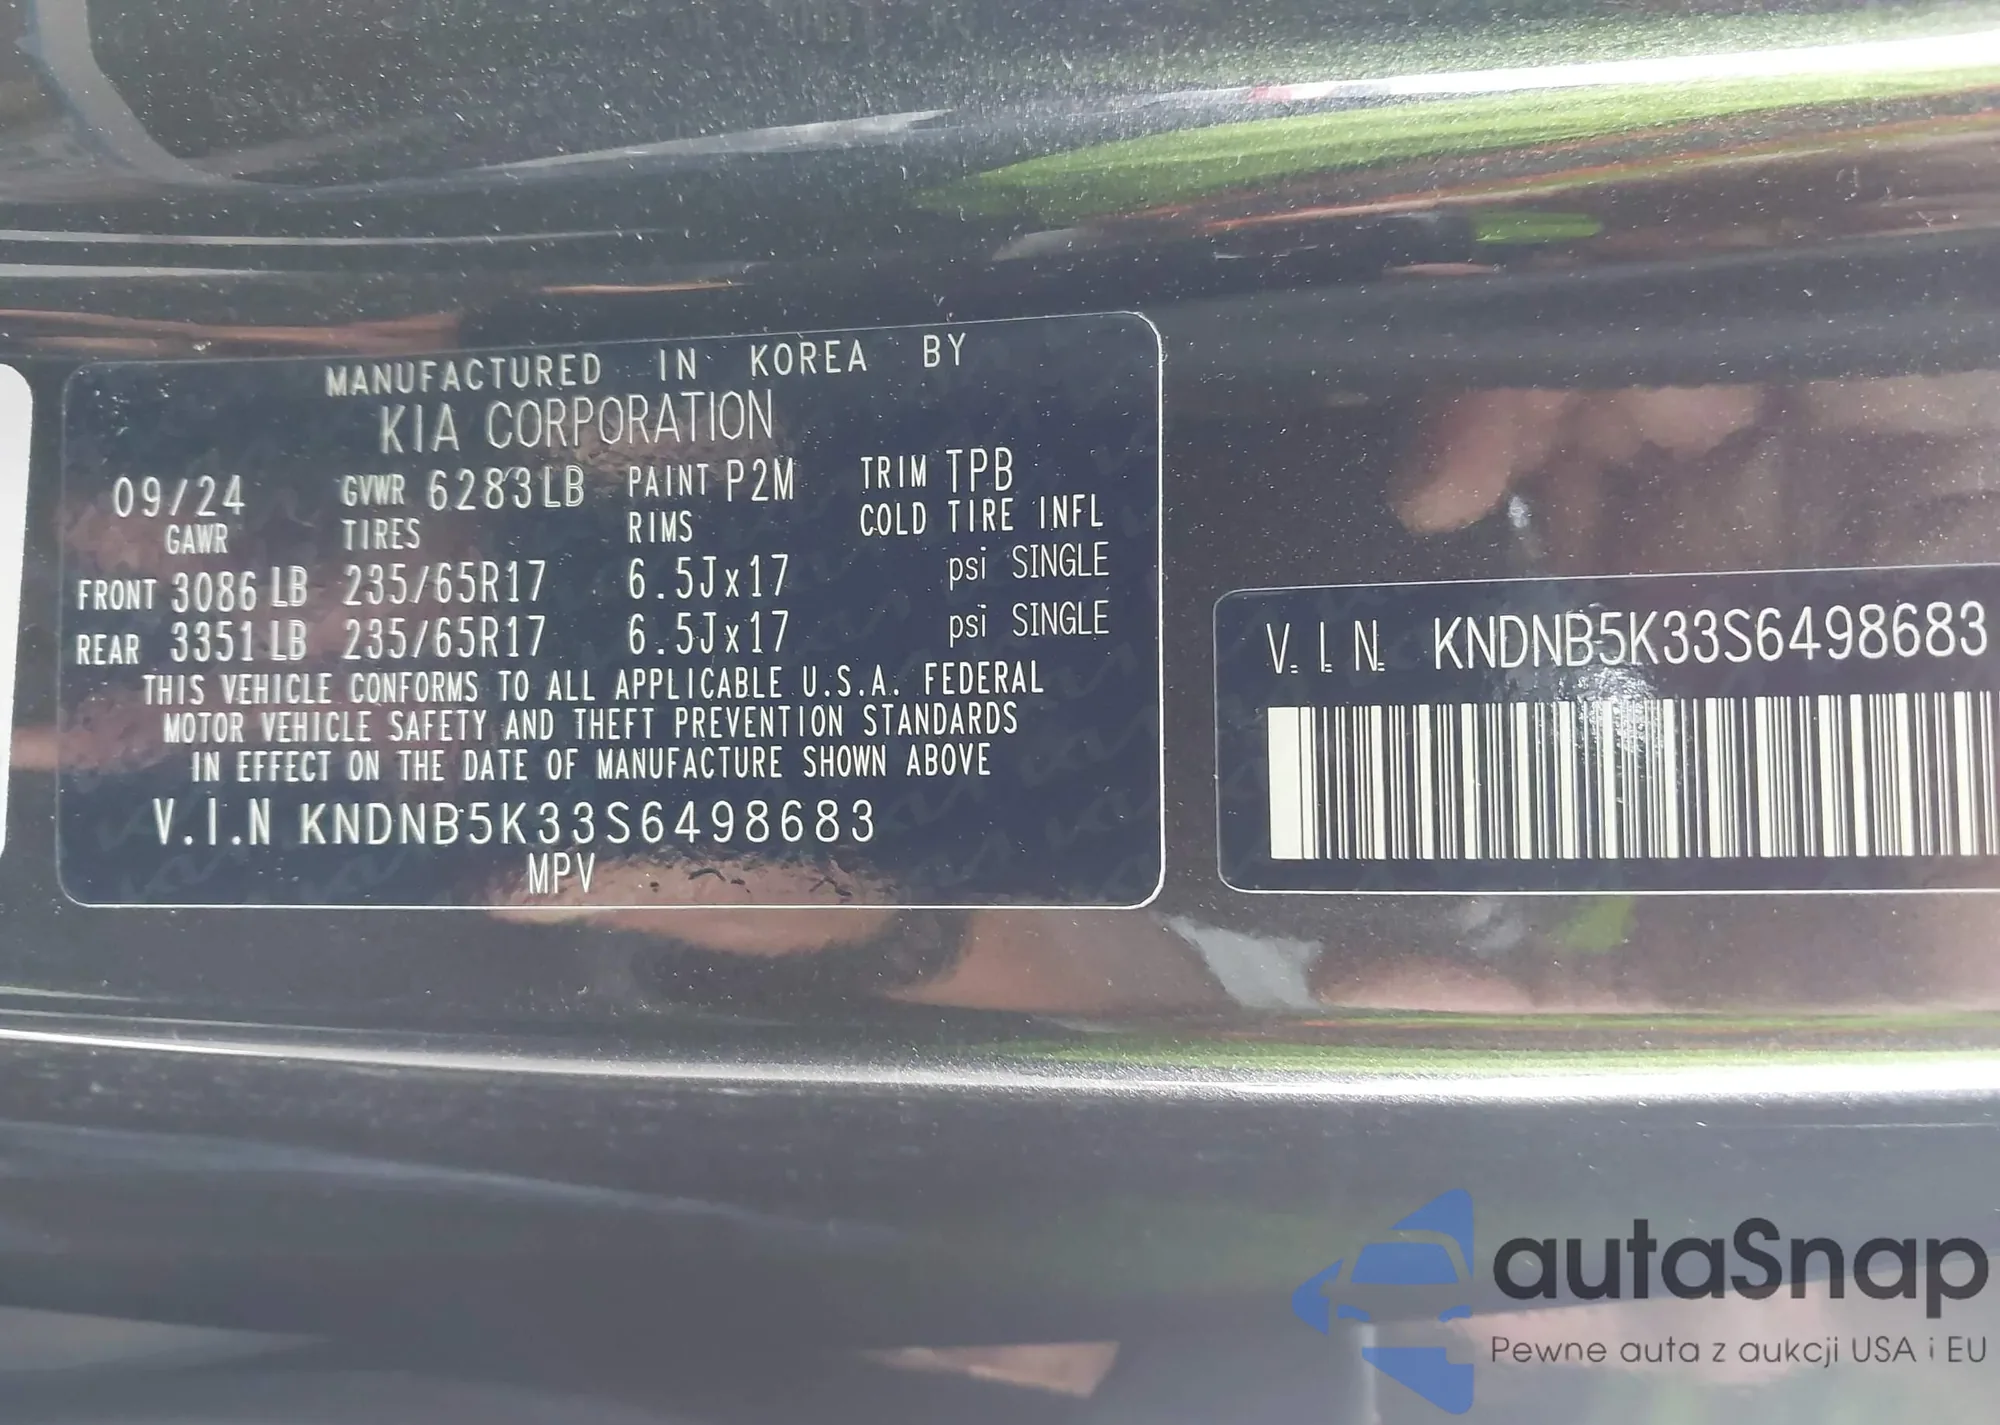 MANUFACTURED IN KOREA BY
KIA CORPORATION
09/24 GVWR 6283LB PAINT P2M TRIM TPB
GAWR TIRES RIMS COLD TIRE INFL
FRONT 3086 LB 235/65R17 6.5Jx17 psi SINGLE
REAR 3351 LB 235/65R17 6.5Jx17 psi SINGLE
THIS VEHICLE CONFORMS TO ALL APPLICABLE U.S.A. FEDERAL
MOTOR VEHICLE SAFETY AND THEFT PREVENTION STANDARDS
IN EFFECT ON THE DATE OF MANUFACTURE SHOWN ABOVE
V.I.N KNDNB5K33S6498683
MPV
V.I.N. KNDNB5K33S6498683
autaSnap
Pewne auta z aukcji USA i EU